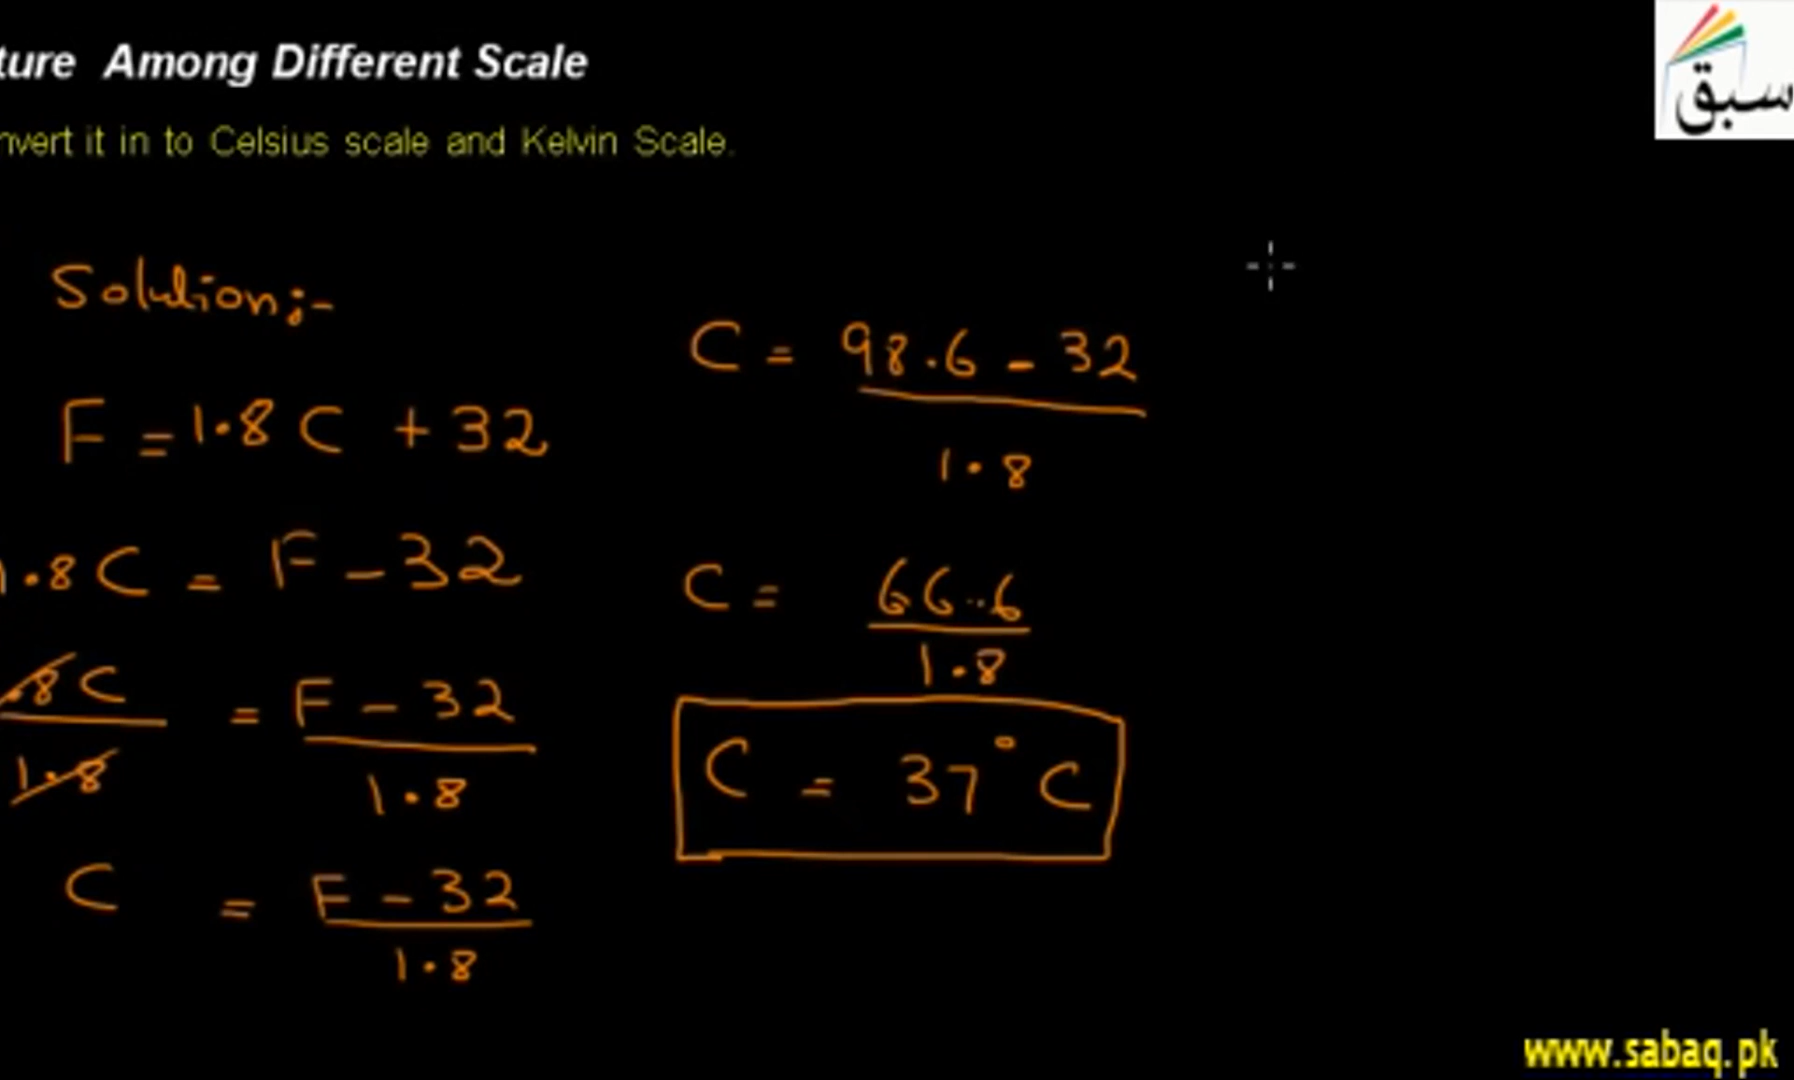 ture Among Different Scale
nvert it in to Celsius scale and Kelvin Scale.
سبق
Solution:-
F = 1.8 C + 32
1.8 C = F - 32
.8 C / 1.8 = F - 32 / 1.8
C = F - 32 / 1.8
C = 98.6 - 32 / 1.8
C = 66.6 / 1.8
C = 37° C
www.sabaq.pk